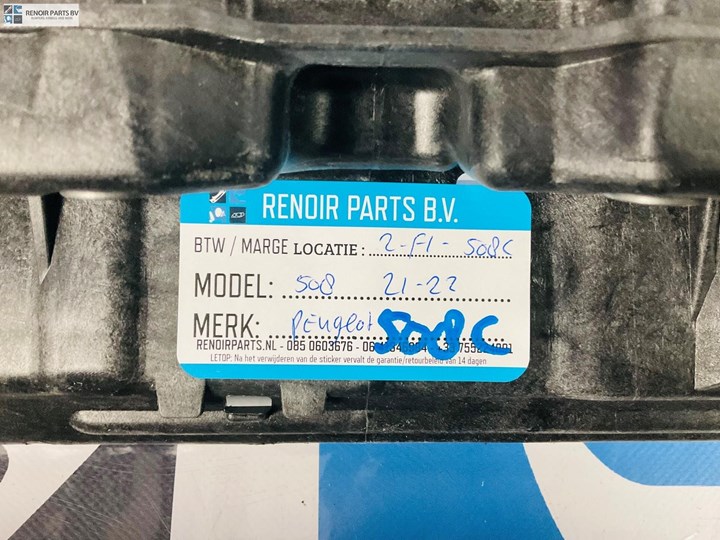 RENOIR PARTS BV
RENOIR PARTS B.V.
BTW / MARGE LOCATIE: 2-F1-508C
MODEL: 508 21-22
MERK: Peugeot 508C
RENOIRPARTS.NL - 085 0603676 -
LETOP: Na het verwijderen van de sticker vervalt de garantie/retourbeleid van 14 dagen